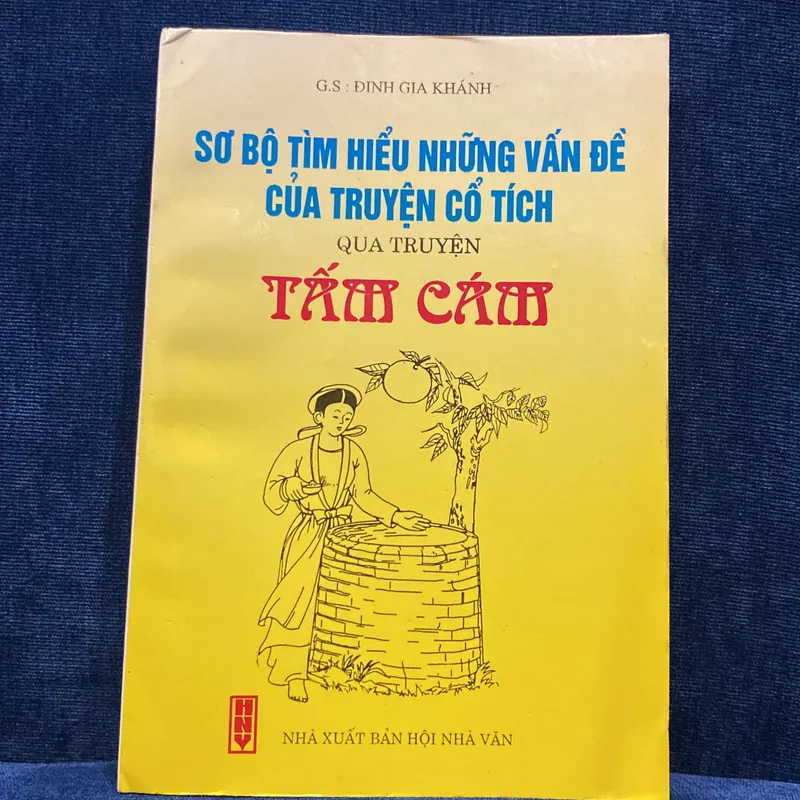 G.S : ĐINH GIA KHÁNH
SƠ BỘ TÌM HIỂU NHỮNG VẤN ĐỀ
CỦA TRUYỆN CỔ TÍCH
QUA TRUYỆN
TẤM CÁM
HNV
NHÀ XUẤT BẢN HỘI NHÀ VĂN